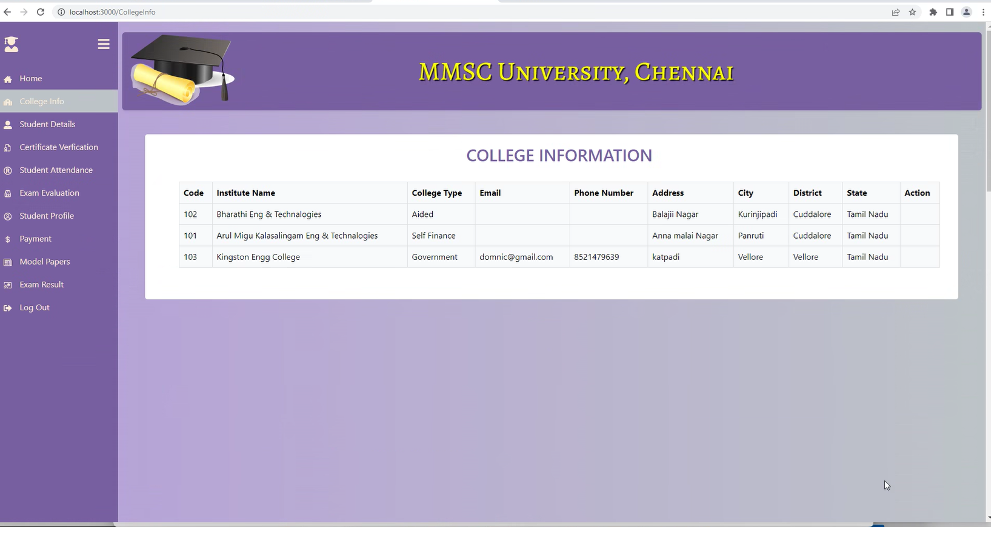 localhost:3000/CollegeInfo
MMSC University, Chennai
Home
College Info
Student Details
Certificate Verfication
Student Attendance
Exam Evaluation
Student Profile
Payment
Model Papers
Exam Result
Log Out
COLLEGE INFORMATION
Code Institute Name College Type Email Phone Number Address City District State Action
102 Bharathi Eng & Technalogies Aided Balajii Nagar Kurinjipadi Cuddalore Tamil Nadu
101 Arul Migu Kalasalingam Eng & Technalogies Self Finance Anna malai Nagar Panruti Cuddalore Tamil Nadu
103 Kingston Engg College Government domnic@gmail.com 8521479639 katpadi Vellore Vellore Tamil Nadu